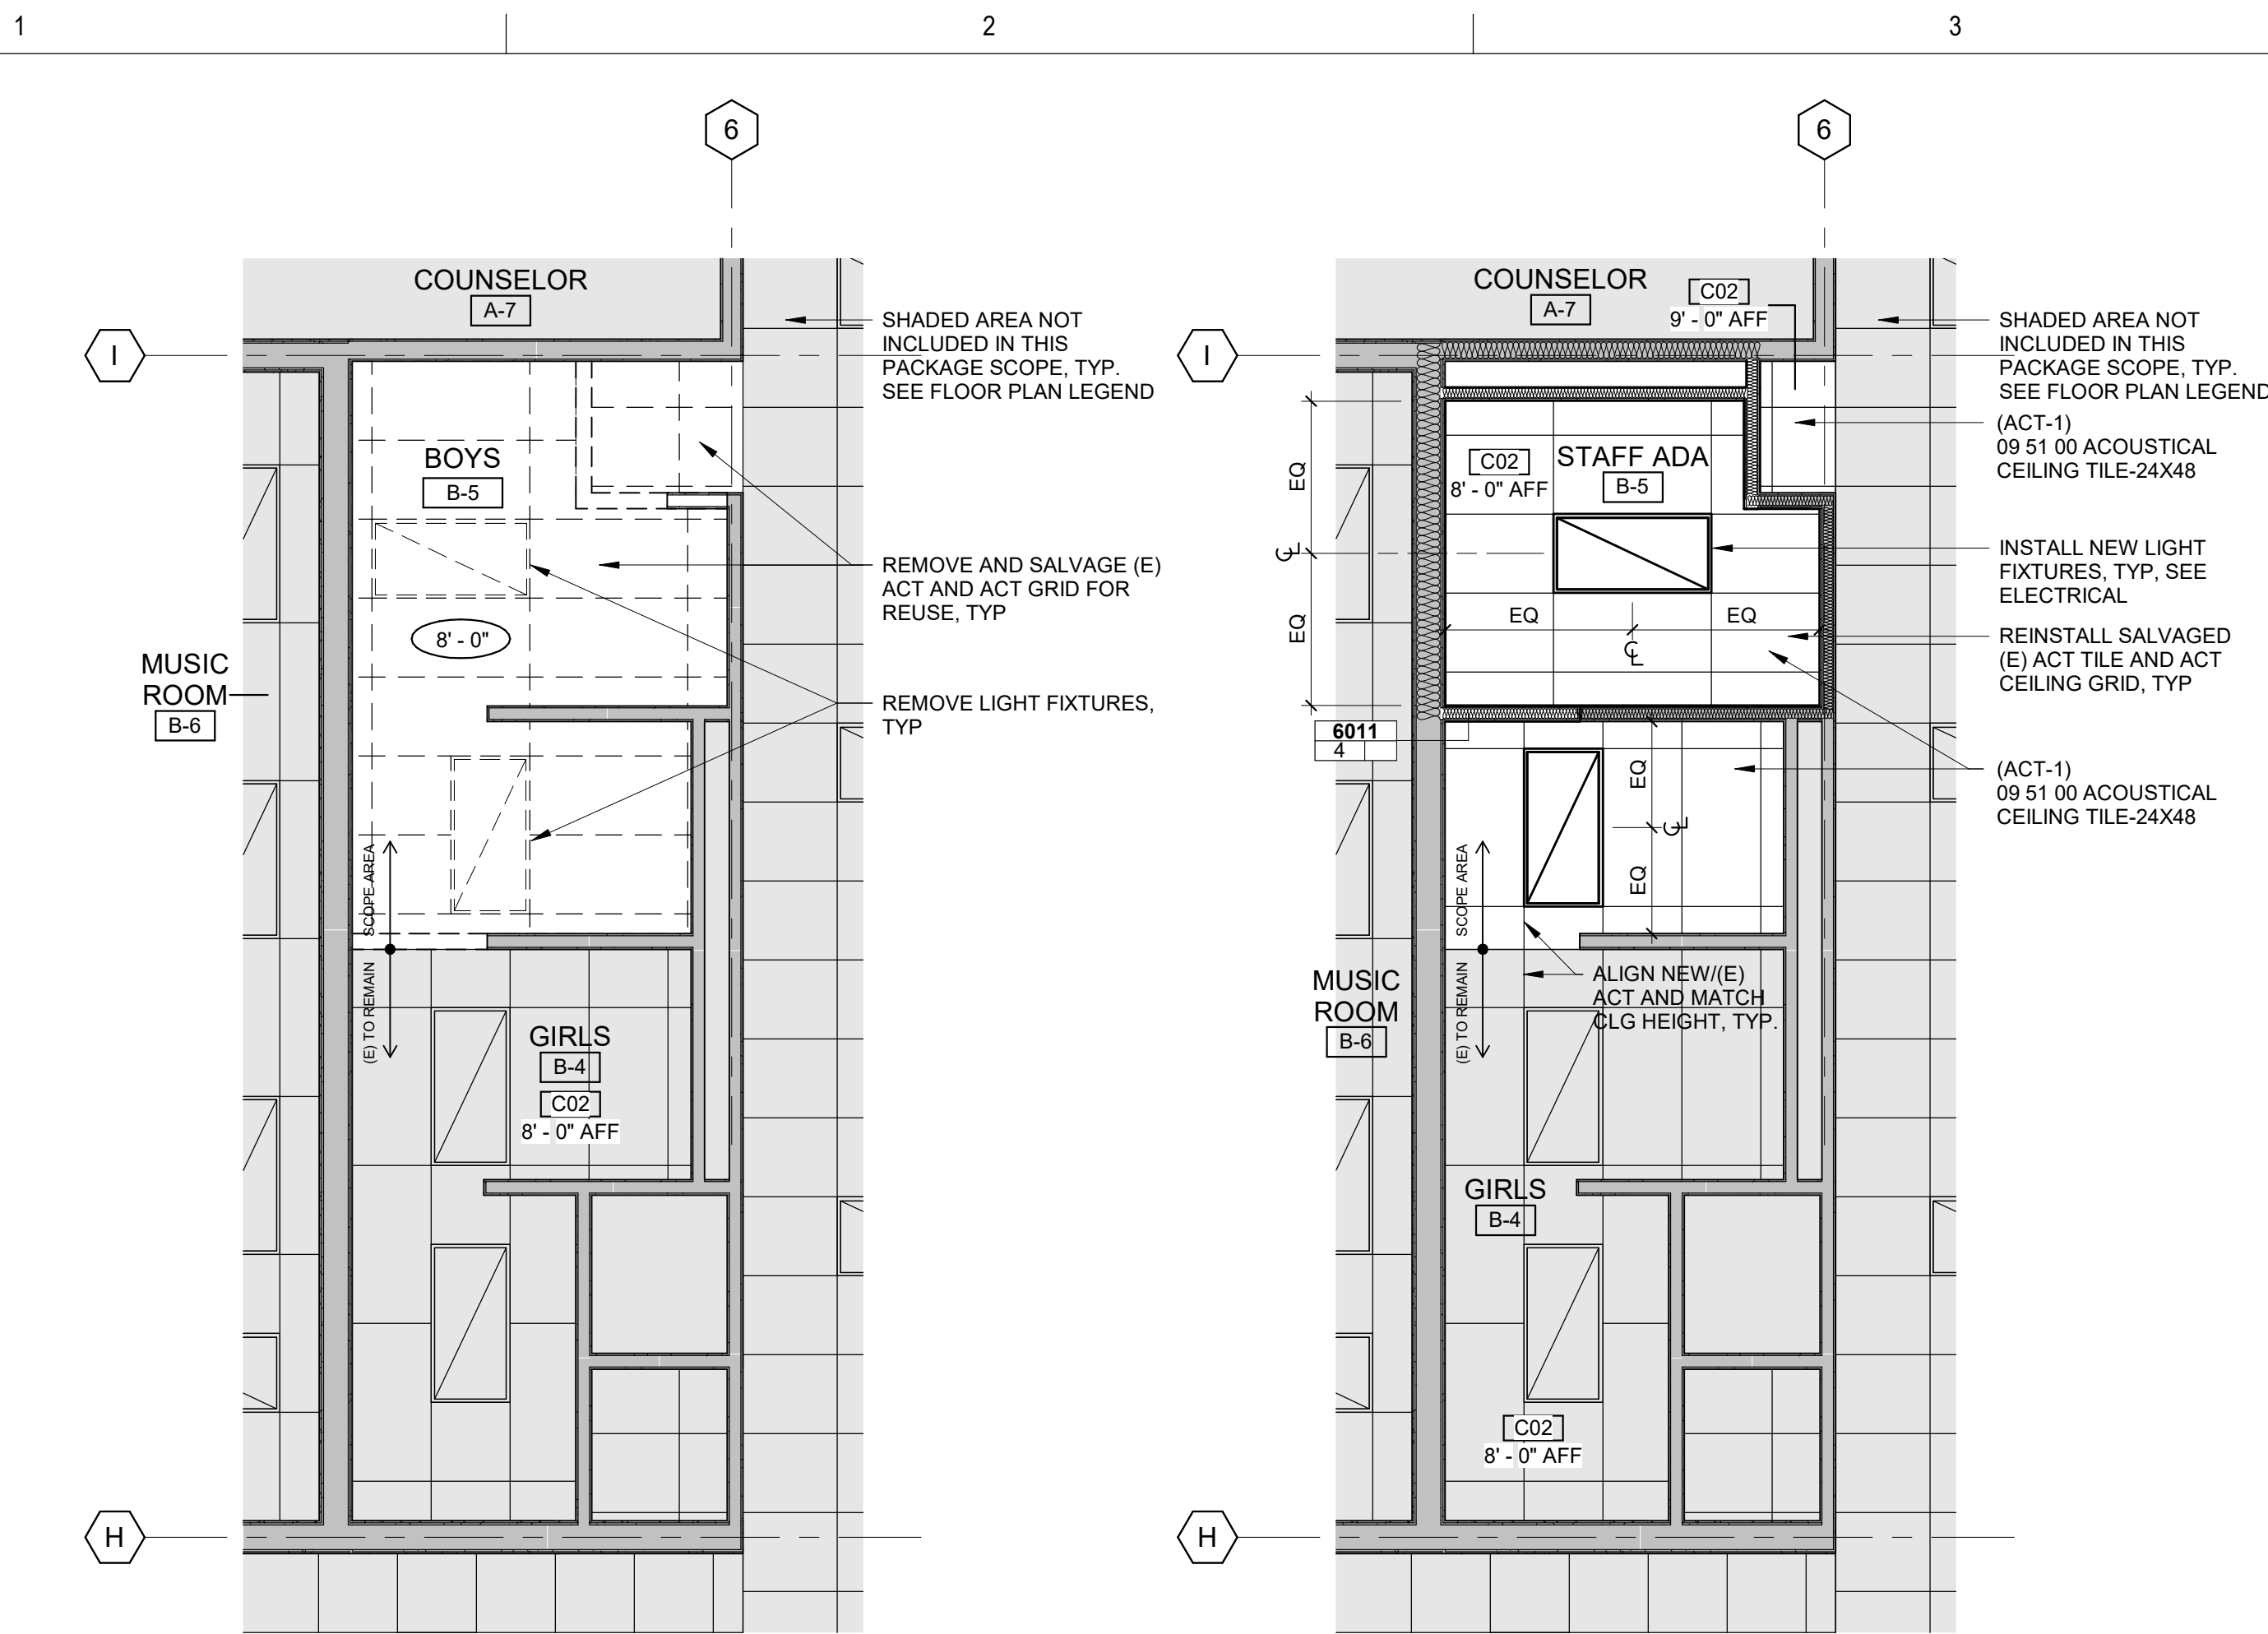 1
2
3
6
6
COUNSELOR
A-7
I
SHADED AREA NOT
INCLUDED IN THIS
PACKAGE SCOPE, TYP.
SEE FLOOR PLAN LEGEND
BOYS
B-5
REMOVE AND SALVAGE (E)
ACT AND ACT GRID FOR
REUSE, TYP
8' - 0"
MUSIC
ROOM
B-6
REMOVE LIGHT FIXTURES,
TYP
SCOPE AREA
(E) TO REMAIN
GIRLS
B-4
C02
8' - 0" AFF
H
COUNSELOR
A-7
C02
9' - 0" AFF
I
SHADED AREA NOT
INCLUDED IN THIS
PACKAGE SCOPE, TYP.
SEE FLOOR PLAN LEGEND
(ACT-1)
09 51 00 ACOUSTICAL
CEILING TILE-24X48
EQ
C02
8' - 0" AFF
STAFF ADA
B-5
INSTALL NEW LIGHT
FIXTURES, TYP, SEE
ELECTRICAL
CL
EQ
EQ
EQ
CL
REINSTALL SALVAGED
(E) ACT TILE AND ACT
CEILING GRID, TYP
6011
4
EQ
CL
EQ
(ACT-1)
09 51 00 ACOUSTICAL
CEILING TILE-24X48
SCOPE AREA
(E) TO REMAIN
ALIGN NEW/(E)
ACT AND MATCH
CLG HEIGHT, TYP.
MUSIC
ROOM
B-6
GIRLS
B-4
C02
8' - 0" AFF
H